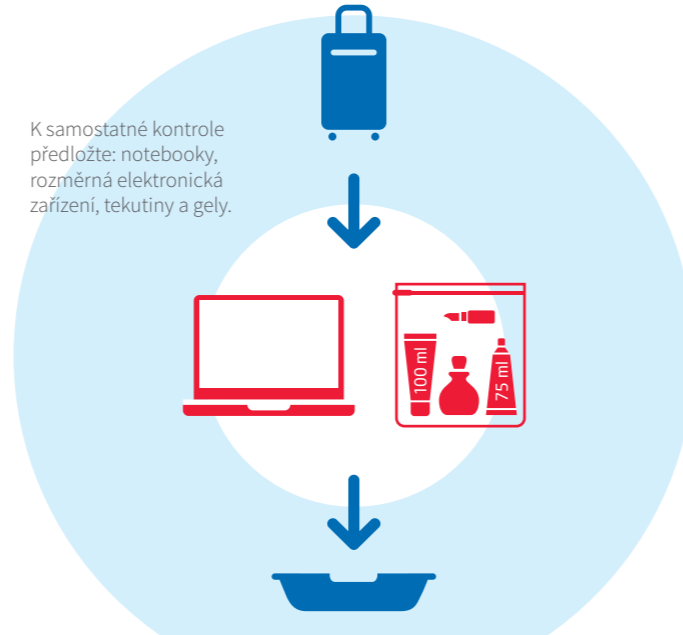 K samostatné kontrole
předložte: notebooky,
rozměrná elektronická
zařízení, tekutiny a gely.
100 ml
75 ml